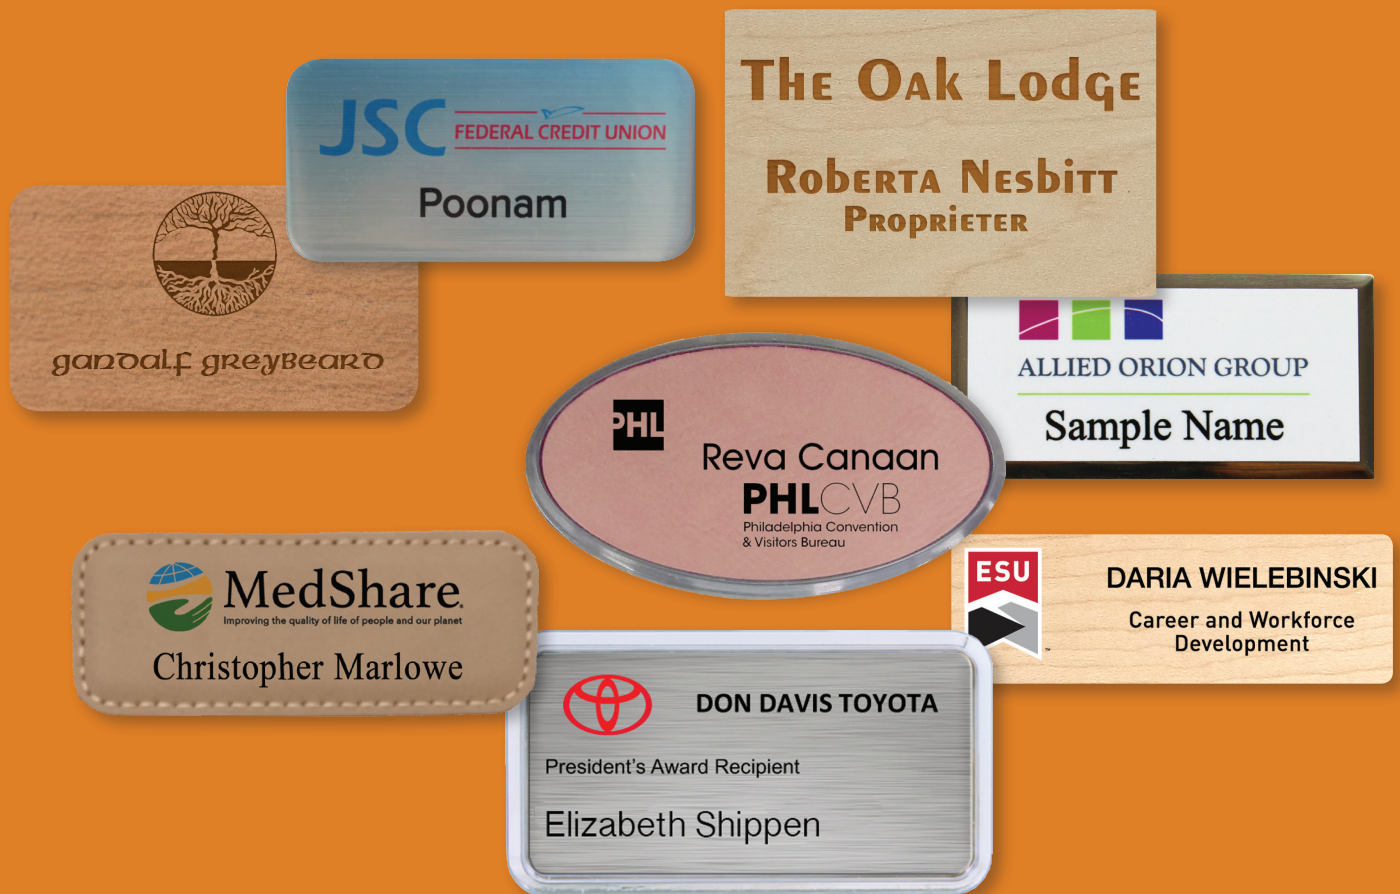 JSC FEDERAL CREDIT UNION
Poonam
The Oak Lodge
Roberta Nesbitt
Proprieter
gandalf greybeard
ALLIED ORION GROUP
Sample Name
PHL
Reva Canaan
PHLCVB
Philadelphia Convention
& Visitors Bureau
MedShare®
Improving the quality of life of people and our planet
Christopher Marlowe
ESU
DARIA WIELEBINSKI
Career and Workforce
Development
™
DON DAVIS TOYOTA
President's Award Recipient
Elizabeth Shippen